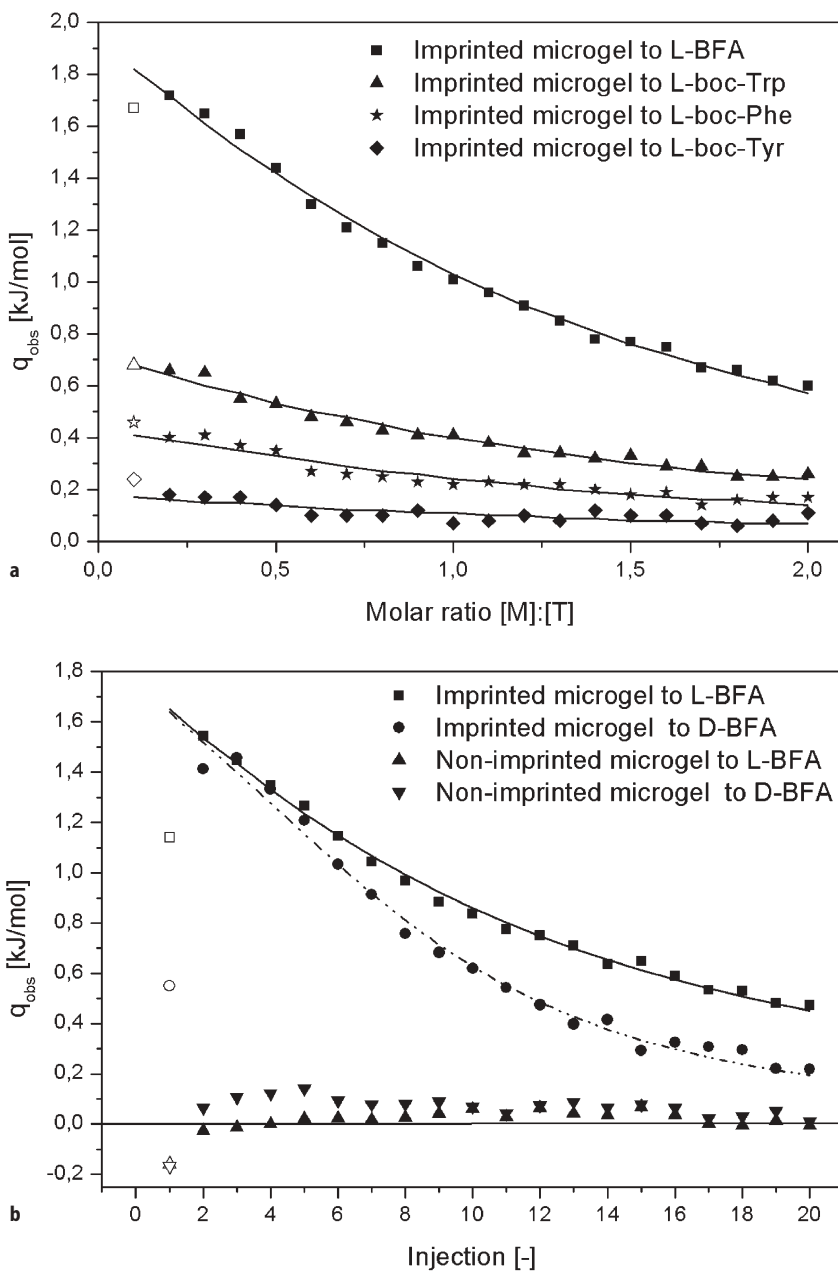 2,0
1,8
1,6
1,4
1,2
1,0
0,8
0,6
0,4
0,2
0,0
q_obs [kJ/mol]
Imprinted microgel to L-BFA
Imprinted microgel to L-boc-Trp
Imprinted microgel to L-boc-Phe
Imprinted microgel to L-boc-Tyr
0,0 0,5 1,0 1,5 2,0
a
Molar ratio [M]:[T]
1,8
1,6
1,4
1,2
1,0
0,8
0,6
0,4
0,2
0,0
-0,2
q_obs [kJ/mol]
Imprinted microgel to L-BFA
Imprinted microgel to D-BFA
Non-imprinted microgel to L-BFA
Non-imprinted microgel to D-BFA
0 2 4 6 8 10 12 14 16 18 20
b
Injection [-]